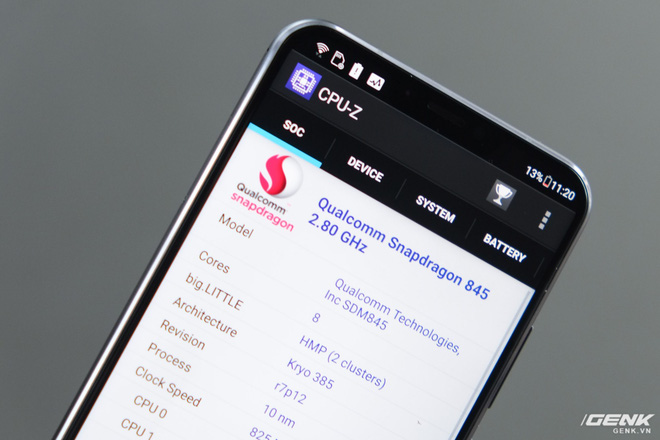 CPU-Z
13% 11:20
SOC DEVICE SYSTEM BATTERY
Qualcomm
snapdragon
Qualcomm Snapdragon 845
2.80 GHz
Model Qualcomm Technologies,
Inc SDM845
Cores 8
big.LITTLE HMP (2 clusters)
Architecture Kryo 385
Revision r7p12
Process 10 nm
Clock Speed
CPU 0
CPU 1
GENK
GENK.VN